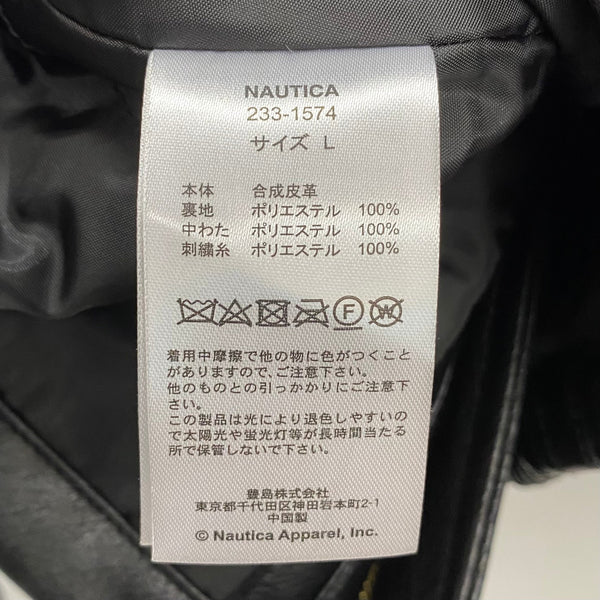 NAUTICA
233-1574
サイズ L
本体 合成皮革
裏地 ポリエステル 100%
中わた ポリエステル 100%
刺繍糸 ポリエステル 100%
F W
着用中摩擦で他の物に色がつくこと
がありますので、ご注意下さい。
他のものとの引っかかりにご注意下
さい。
この製品は光により退色しやすいの
で太陽光や蛍光灯等が長時間当たる
所で保管しないで下さい。
豊島株式会社
東京都千代田区神田岩本町2-1
中国製
© Nautica Apparel, Inc.